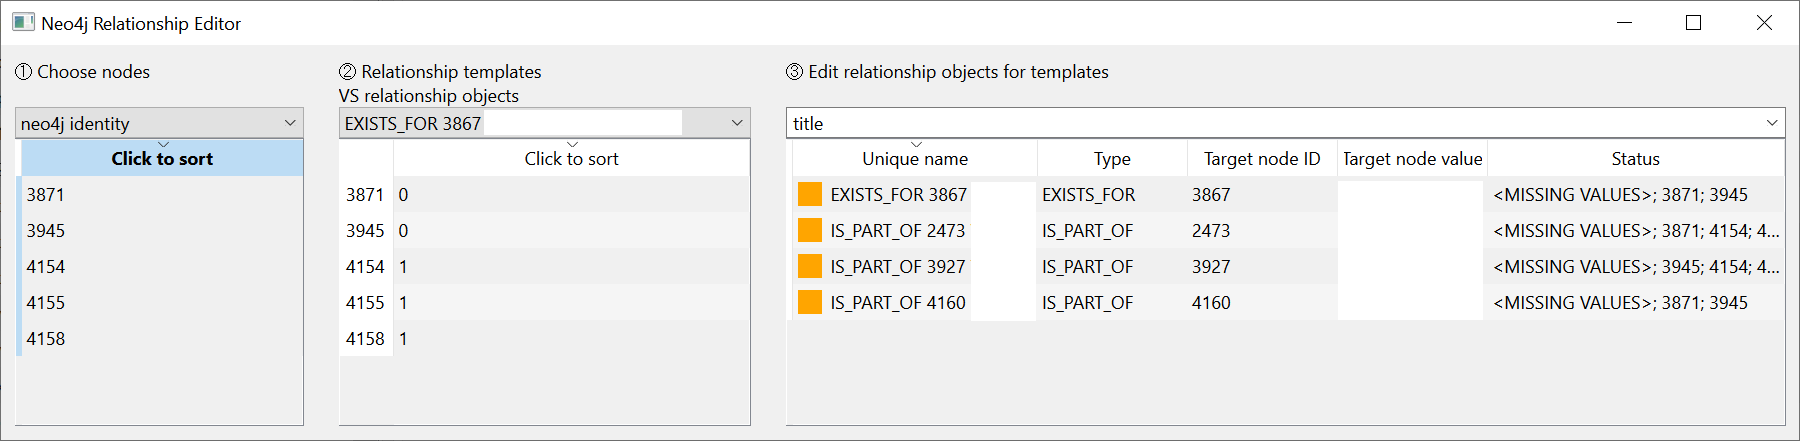 Neo4j Relationship Editor
① Choose nodes
② Relationship templates
VS relationship objects
③ Edit relationship objects for templates
neo4j identity
EXISTS_FOR 3867
title
Click to sort
Click to sort
Unique name Type Target node ID Target node value Status
3871
3945
4154
4155
4158
3871 0
3945 0
4154 1
4155 1
4158 1
EXISTS_FOR 3867 EXISTS_FOR 3867 <MISSING VALUES>; 3871; 3945
IS_PART_OF 2473 IS_PART_OF 2473 <MISSING VALUES>; 3871; 4154; 4...
IS_PART_OF 3927 IS_PART_OF 3927 <MISSING VALUES>; 3945; 4154; 4...
IS_PART_OF 4160 IS_PART_OF 4160 <MISSING VALUES>; 3871; 3945